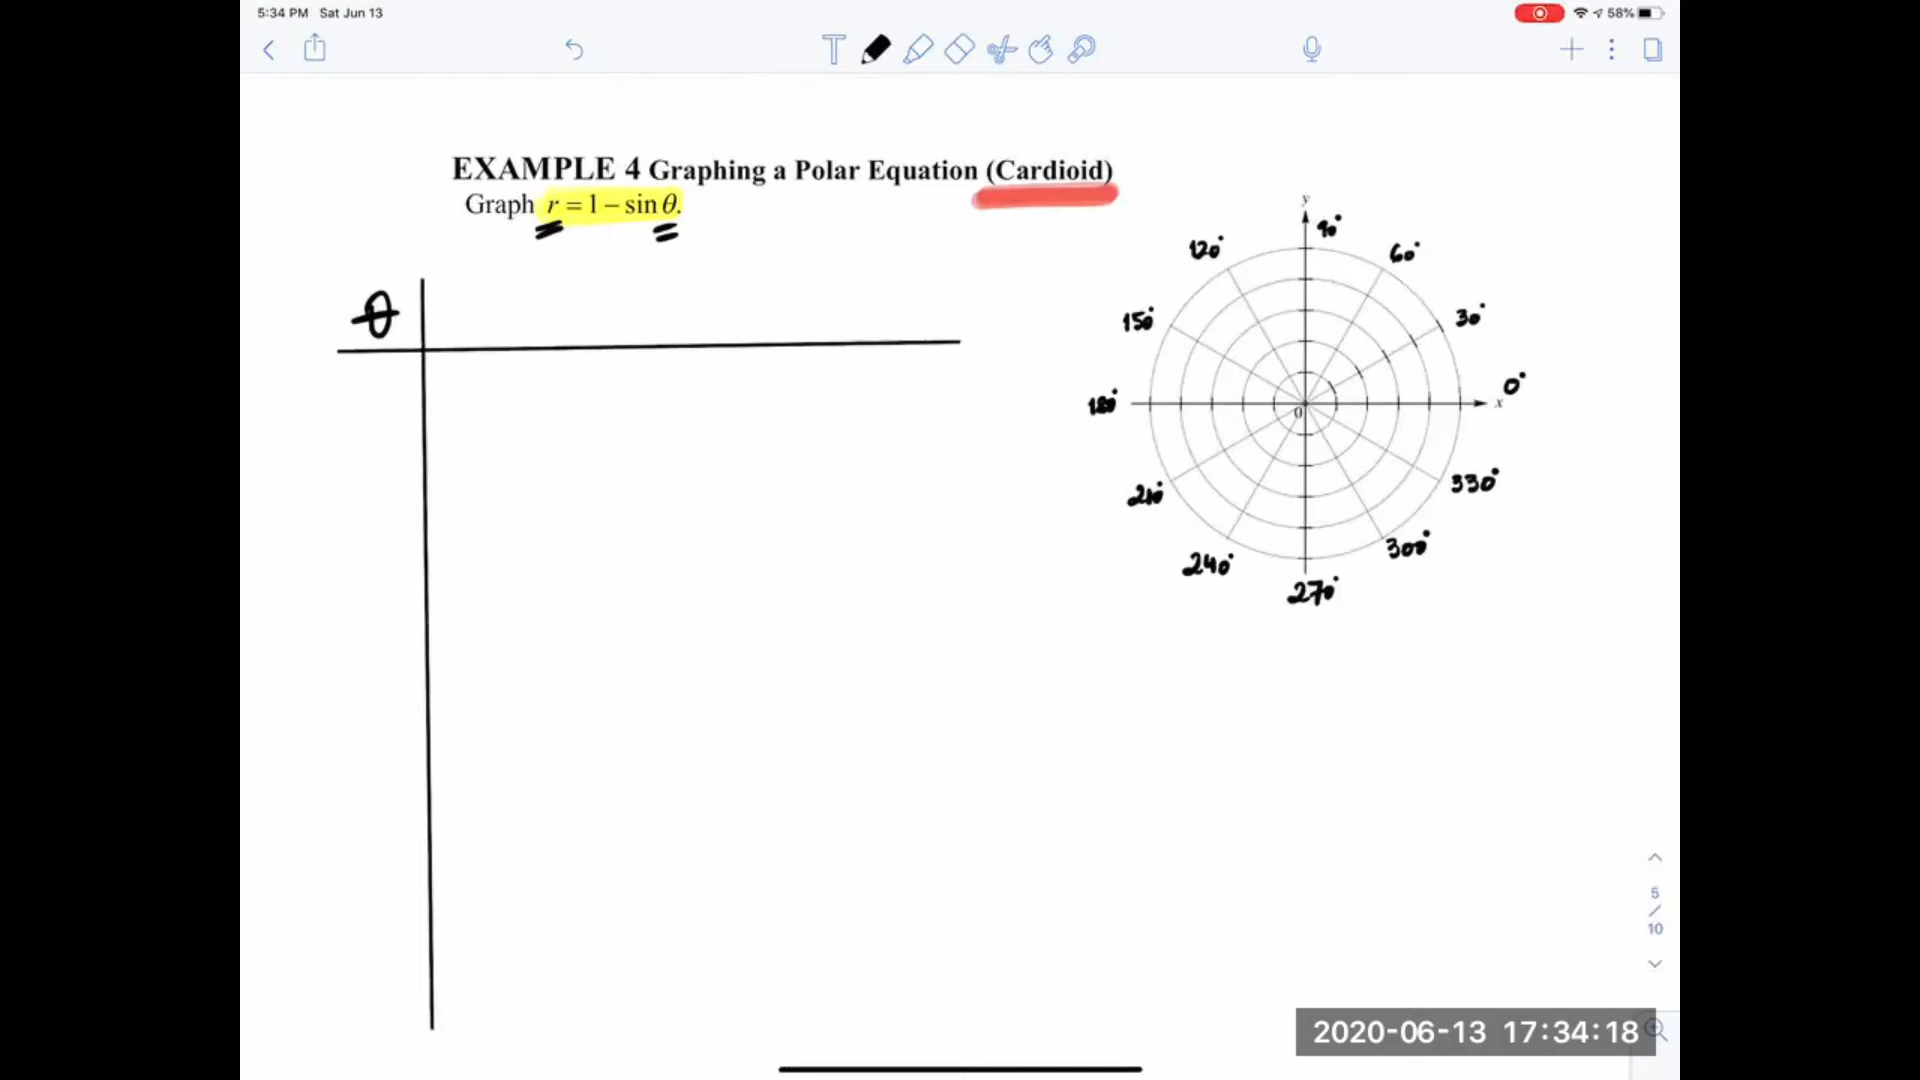 5:34 PM Sat Jun 13
58%
T
EXAMPLE 4 Graphing a Polar Equation (Cardioid)
Graph r = 1 – sin θ.
θ
y
90°
120°
60°
150°
30°
180°
0°
x
0
210°
330°
240°
300°
270°
5
/
10
2020-06-13 17:34:18